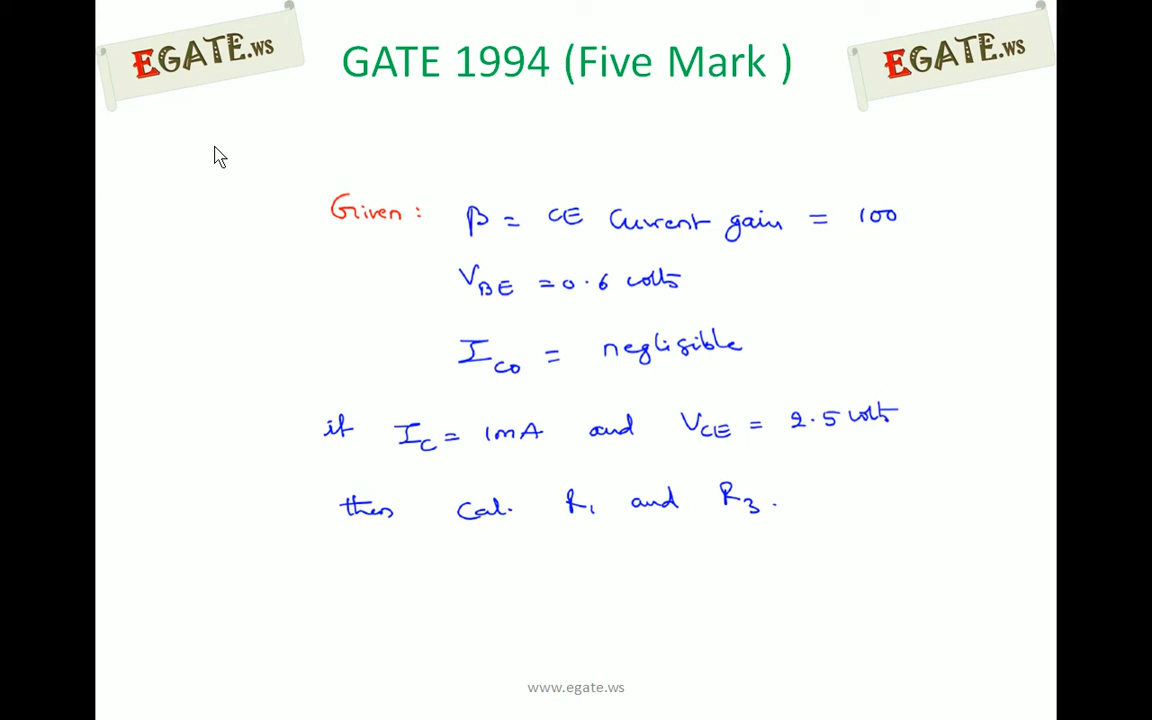 EGATE.ws
GATE 1994 (Five Mark )
EGATE.ws
Given : β = CE Current gain = 100
VBE = 0.6 volts
ICO = negligible
if IC = 1mA and VCE = 2.5 volts
then Cal. R1 and R3.
www.egate.ws